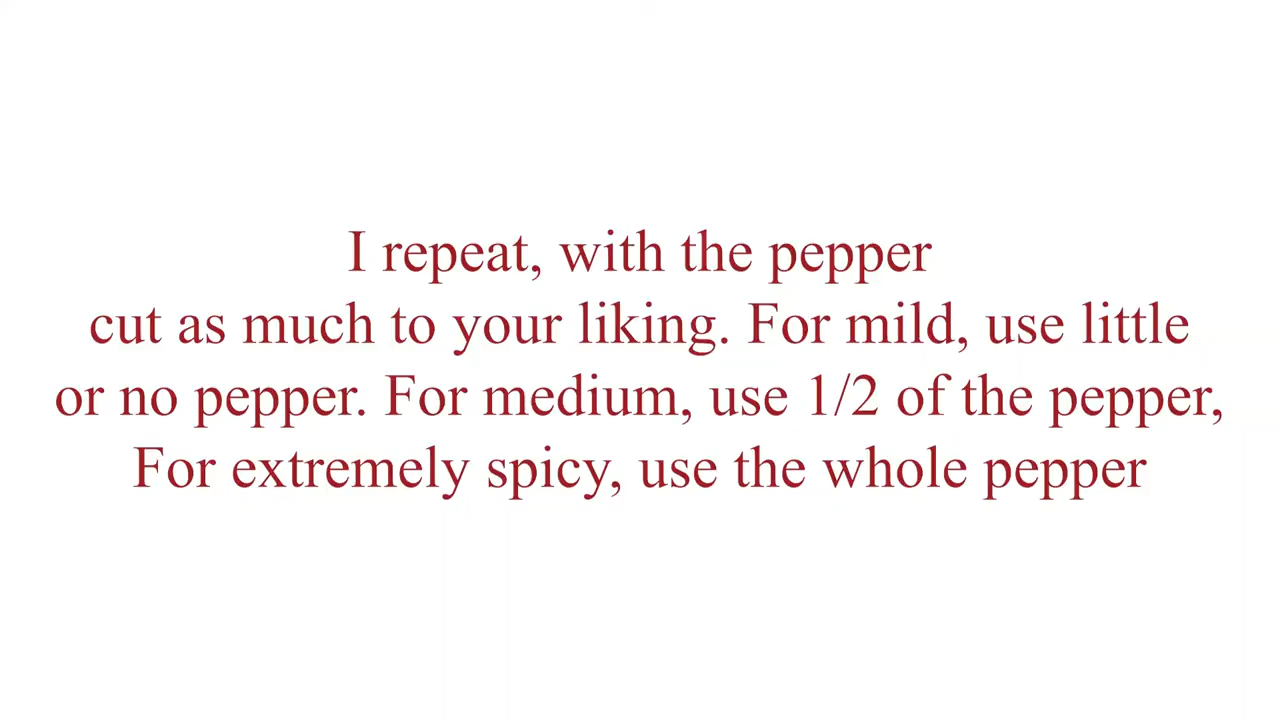 I repeat, with the pepper
cut as much to your liking. For mild, use little
or no pepper. For medium, use 1/2 of the pepper,
For extremely spicy, use the whole pepper